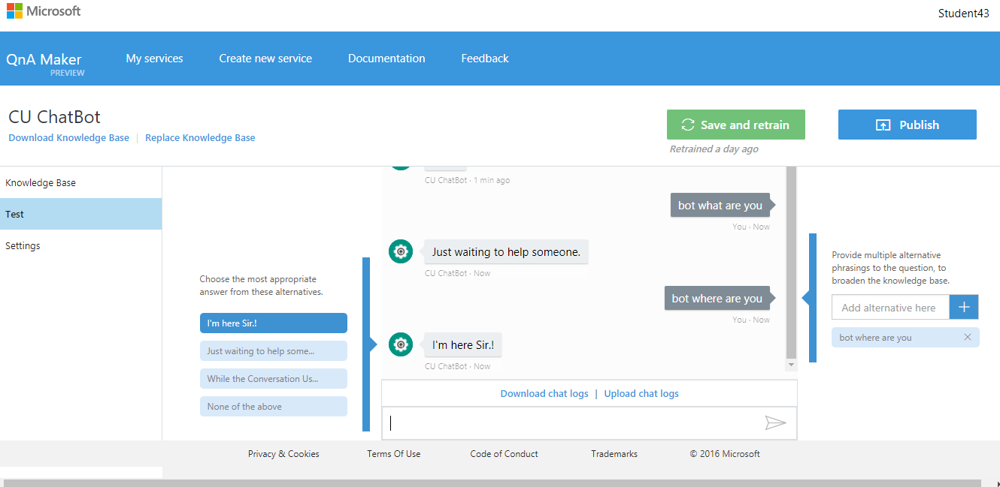 Microsoft
Student43
QnA Maker
PREVIEW
My services
Create new service
Documentation
Feedback
CU ChatBot
Download Knowledge Base
Replace Knowledge Base
Save and retrain
Retrained a day ago
Publish
Knowledge Base
Test
Settings
Choose the most appropriate
answer from these alternatives.
I'm here Sir.!
Just waiting to help some...
While the Conversation Us...
None of the above
CU ChatBot · 1 min ago
bot what are you
You · Now
Just waiting to help someone.
CU ChatBot · Now
bot where are you
You · Now
I'm here Sir.!
CU ChatBot · Now
Download chat logs | Upload chat logs
Provide multiple alternative
phrasings to the question, to
broaden the knowledge base.
Add alternative here
bot where are you
Privacy & Cookies
Terms Of Use
Code of Conduct
Trademarks
© 2016 Microsoft